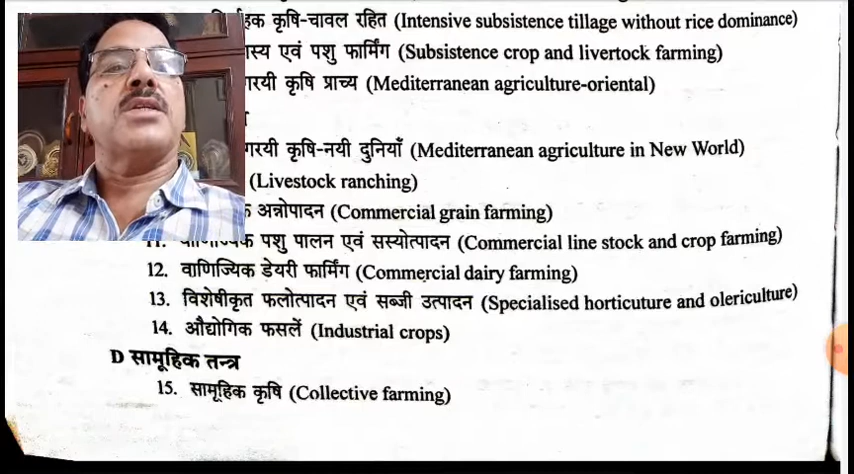 कृषि-चावल रहित (Intensive subsistence tillage without rice dominance)
एवं पशु फार्मिंग (Subsistence crop and livertock farming)
कृषि प्राच्य (Mediterranean agriculture-oriental)
कृषि-नयी दुनियाँ (Mediterranean agriculture in New World)
(Livestock ranching)
अन्नोपादन (Commercial grain farming)
11. पशु पालन एवं सस्योत्पादन (Commercial line stock and crop farming)
12. वाणिज्यिक डेयरी फार्मिंग (Commercial dairy farming)
13. विशेषीकृत फलोत्पादन एवं सब्जी उत्पादन (Specialised horticuture and olericulture)
14. औद्योगिक फसलें (Industrial crops)
D सामूहिक तन्त्र
15. सामूहिक कृषि (Collective farming)